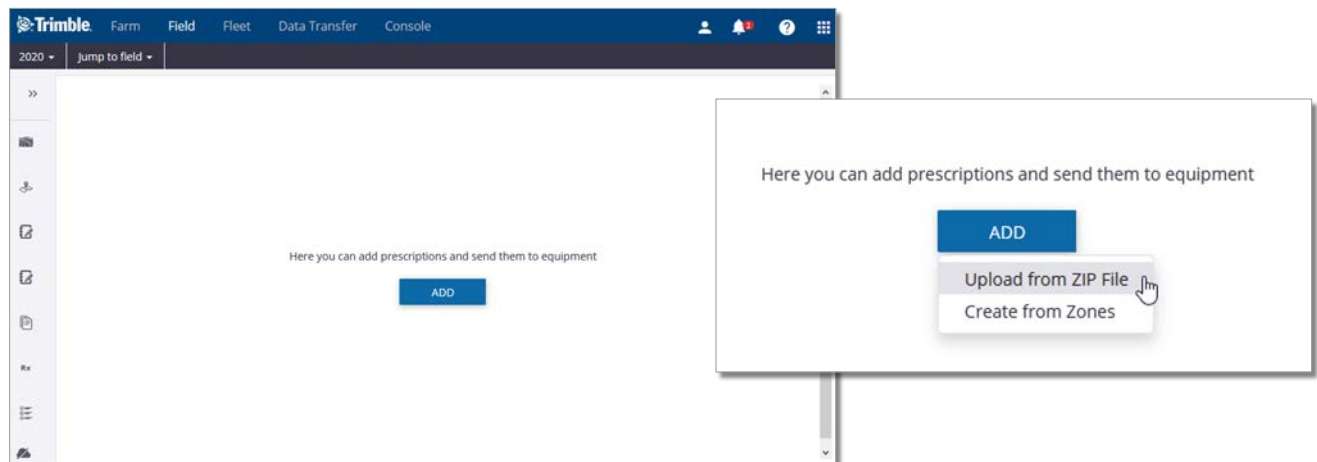 Trimble. Farm Field Fleet Data Transfer Console 2 ?
2020 Jump to field
Here you can add prescriptions and send them to equipment
ADD
Rx
Here you can add prescriptions and send them to equipment
ADD
Upload from ZIP File
Create from Zones